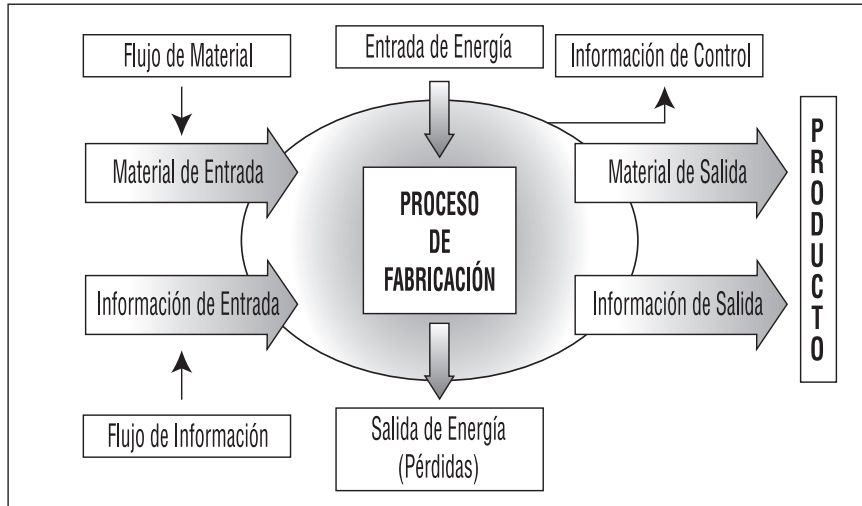 Flujo de Material
Entrada de Energía
Información de Control
Material de Entrada
Material de Salida
PROCESO
DE
FABRICACIÓN
Información de Entrada
Información de Salida
PRODUCTO
Flujo de Información
Salida de Energía
(Pérdidas)